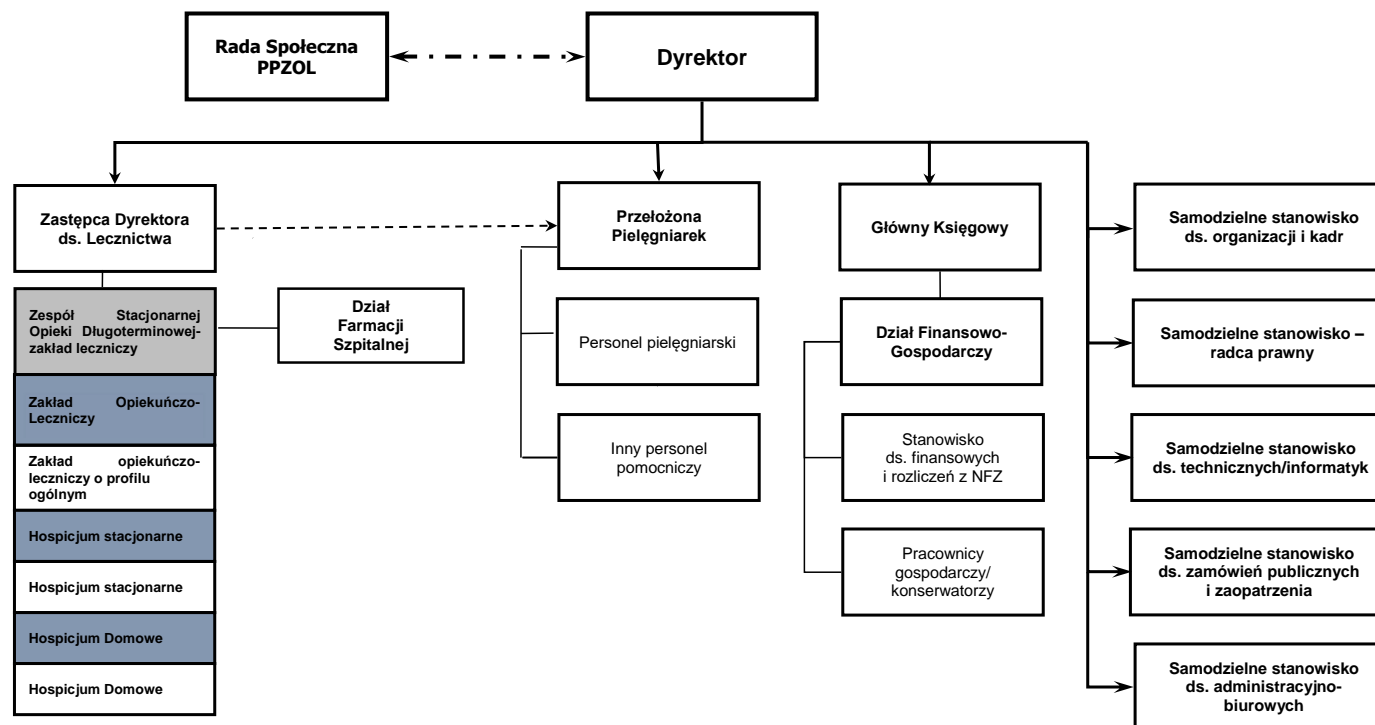 Rada Społeczna
PPZOL
Dyrektor
Zastępca Dyrektora
ds. Lecznictwa
Przełożona
Pielęgniarek
Główny Księgowy
Samodzielne stanowisko
ds. organizacji i kadr
Zespół Stacjonarnej
Opieki Długoterminowej-
zakład leczniczy
Dział
Farmacji
Szpitalnej
Personel pielęgniarski
Dział Finansowo-
Gospodarczy
Samodzielne stanowisko –
radca prawny
Zakład Opiekuńczo-
Leczniczy
Zakład opiekuńczo-
leczniczy o profilu
ogólnym
Inny personel
pomocniczy
Stanowisko
ds. finansowych
i rozliczeń z NFZ
Samodzielne stanowisko
ds. technicznych/informatyk
Hospicjum stacjonarne
Hospicjum stacjonarne
Pracownicy
gospodarczy/
konserwatorzy
Samodzielne stanowisko
ds. zamówień publicznych
i zaopatrzenia
Hospicjum Domowe
Hospicjum Domowe
Samodzielne stanowisko
ds. administracyjno-
biurowych